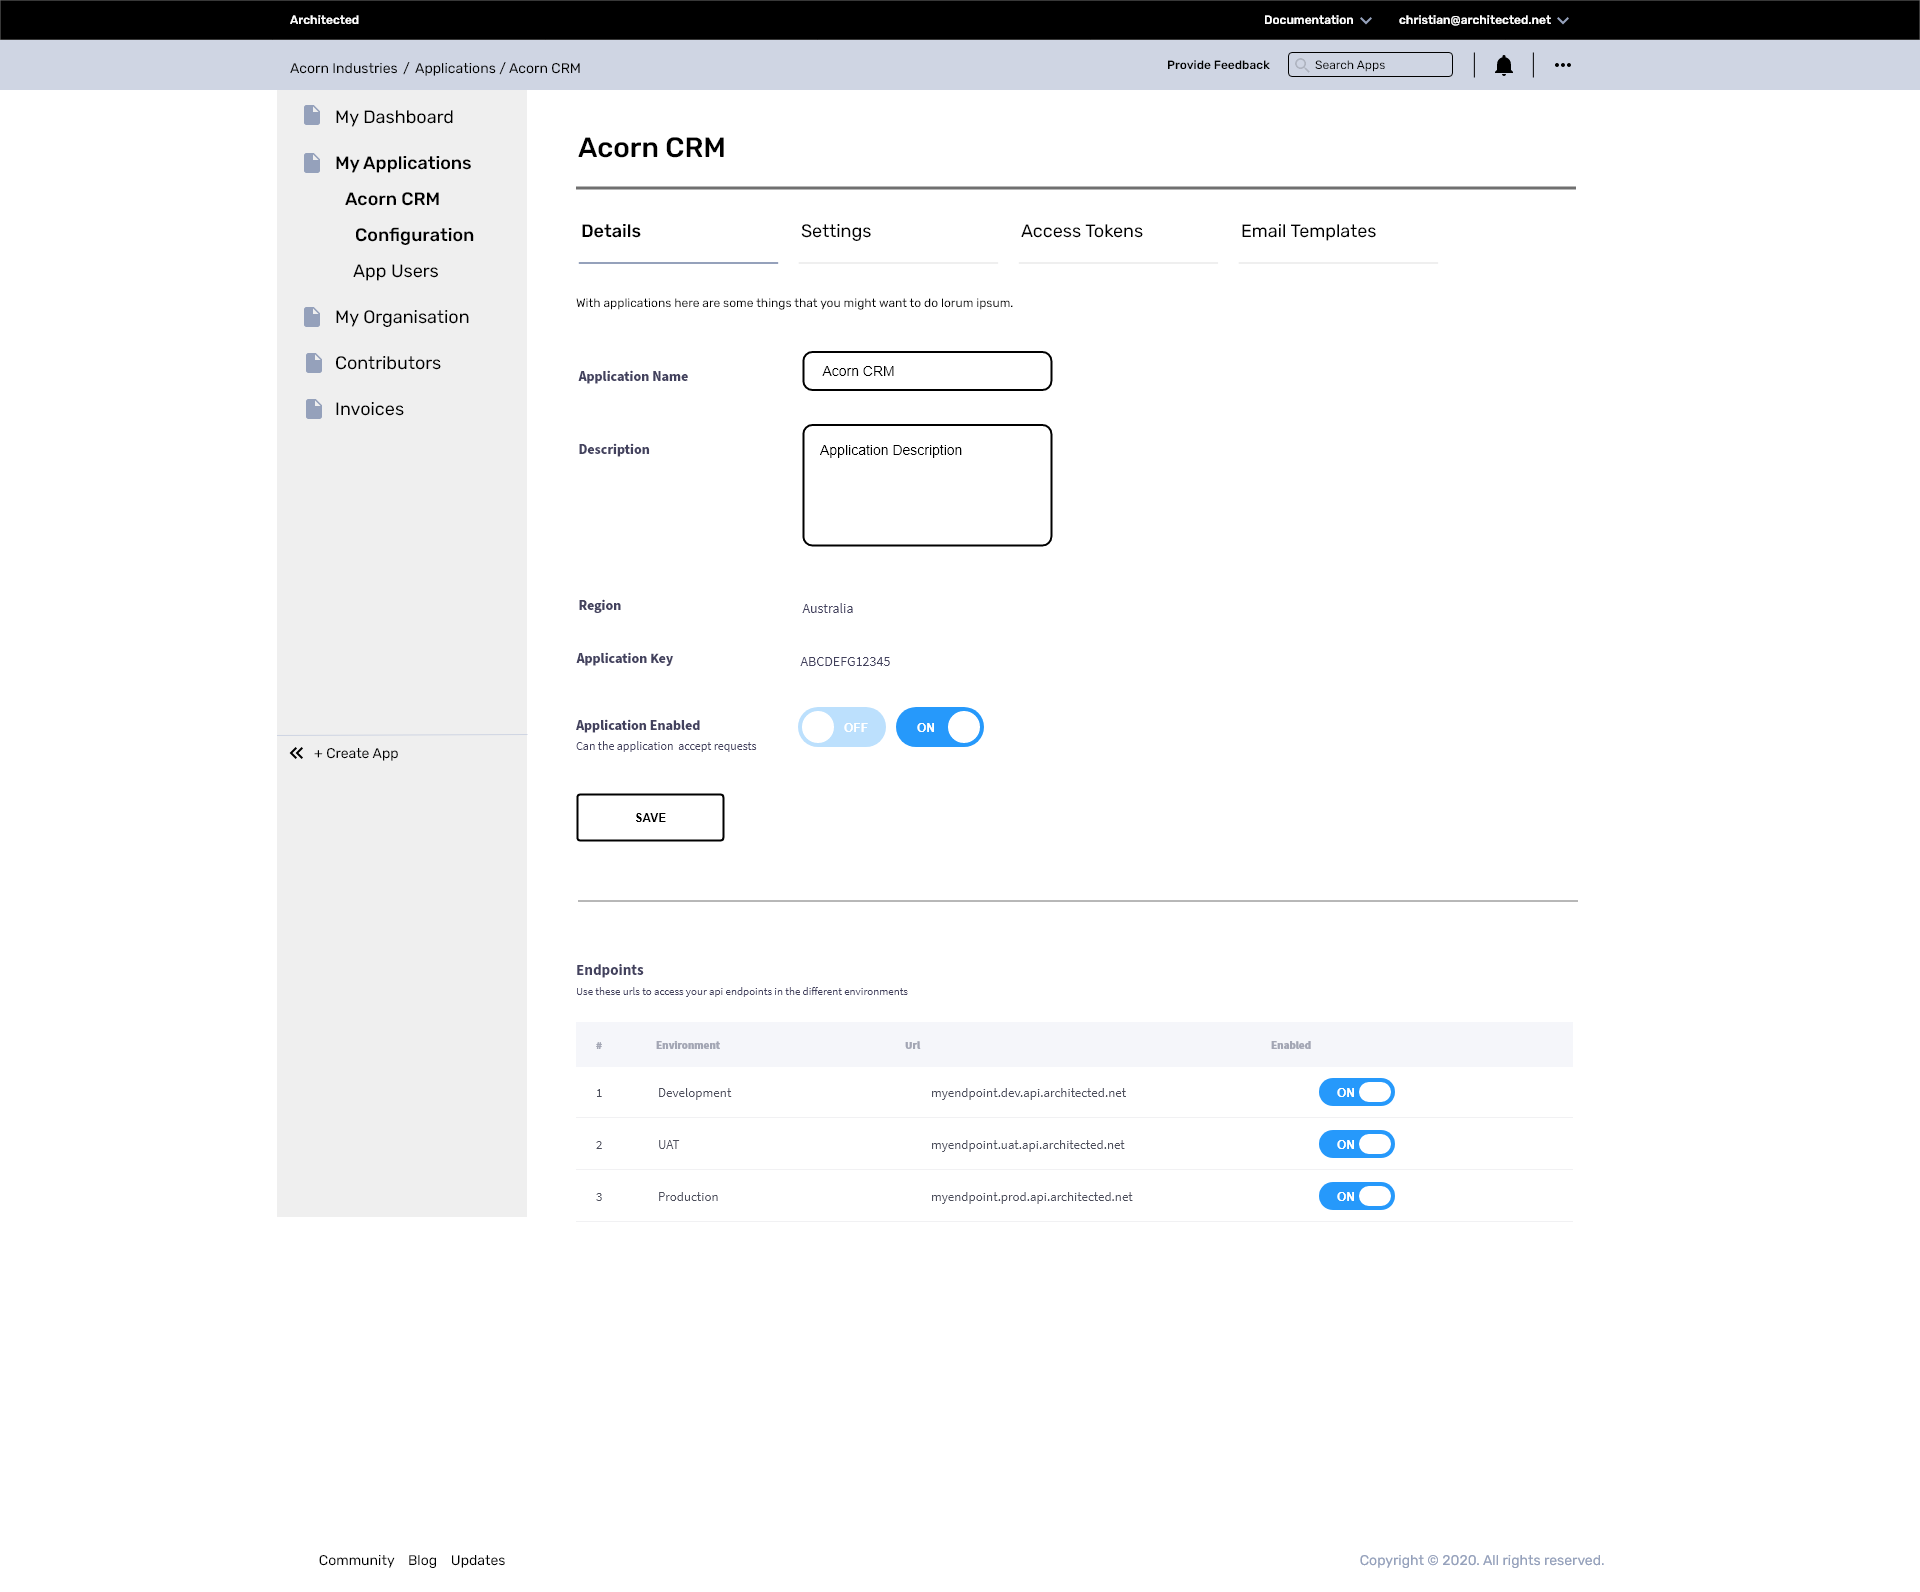 Architected
Documentation
christian@architected.net
Acorn Industries / Applications / Acorn CRM
Provide Feedback
Search Apps
My Dashboard
My Applications
Acorn CRM
Configuration
App Users
My Organisation
Contributors
Invoices
+ Create App
Acorn CRM
Details
Settings
Access Tokens
Email Templates
With applications here are some things that you might want to do lorum ipsum.
Application Name
Acorn CRM
Description
Application Description
Region
Australia
Application Key
ABCDEFG12345
Application Enabled
Can the application  accept requests
OFF
ON
SAVE
Endpoints
Use these urls to access your api endpoints in the different environments
# Environment Url Enabled
1 Development myendpoint.dev.api.architected.net ON
2 UAT myendpoint.uat.api.architected.net ON
3 Production myendpoint.prod.api.architected.net ON
Community Blog Updates
Copyright © 2020. All rights reserved.